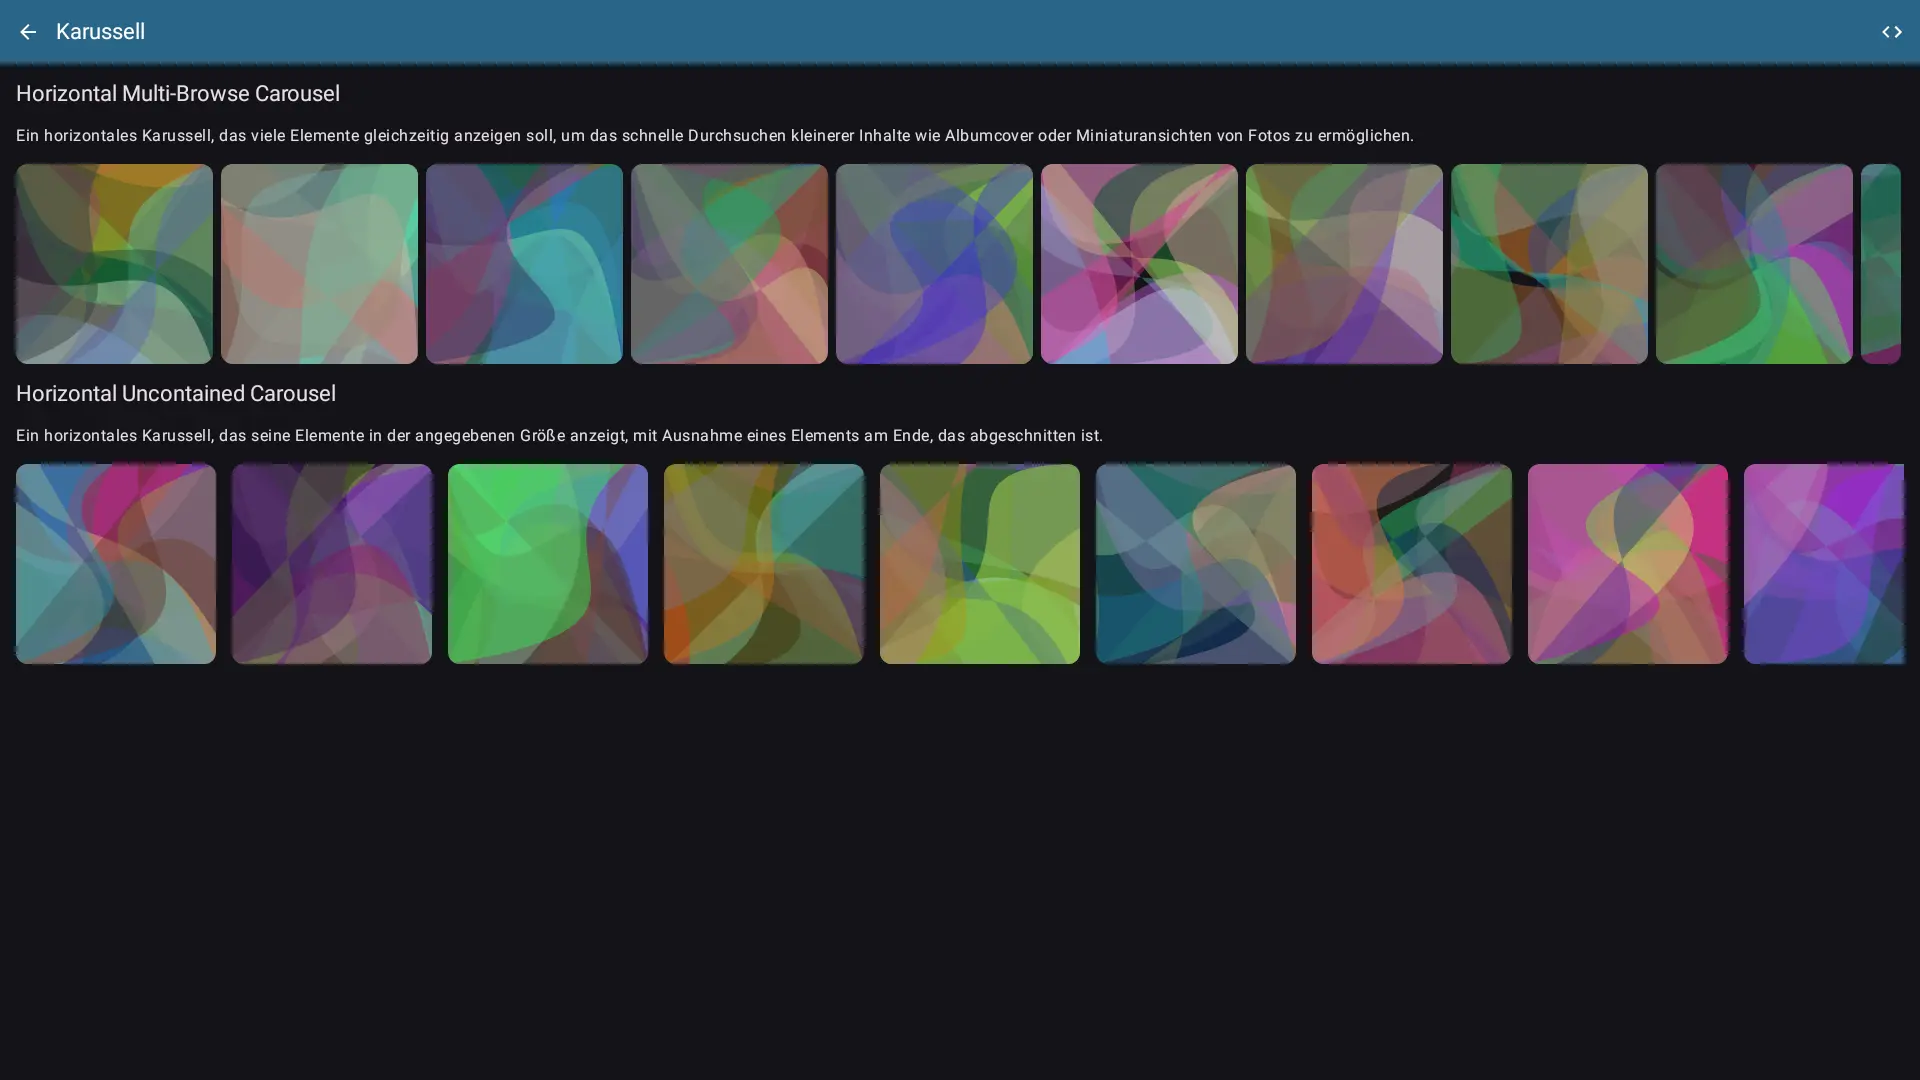 Karussell
Horizontal Multi-Browse Carousel
Ein horizontales Karussell, das viele Elemente gleichzeitig anzeigen soll, um das schnelle Durchsuchen kleinerer Inhalte wie Albumcover oder Miniaturansichten von Fotos zu ermöglichen.
Horizontal Uncontained Carousel
Ein horizontales Karussell, das seine Elemente in der angegebenen Größe anzeigt, mit Ausnahme eines Elements am Ende, das abgeschnitten ist.